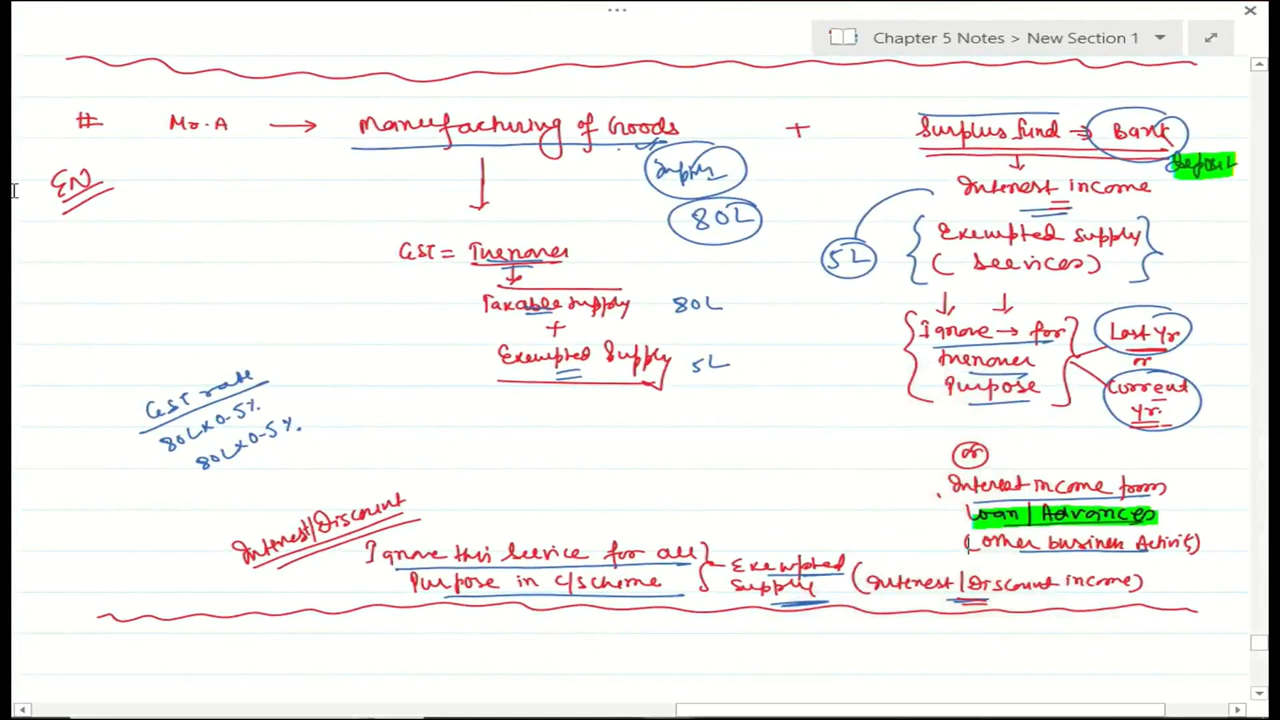 Chapter 5 Notes > New Section 1
# Mr. A → Manufacturing of Goods + Surplus fund → Bank
deposit
EN
Supply
80L
Interest income
GST = Turnover
5L
{ Exempted supply
( Services) }
Taxable supply 80L
+
Exempted Supply 5L
Ignore → for
turnover
Purpose
Last yr
or
Current
yr.
GST rate
80L×0.5%
80L×0.5%.
or
Interest income from
Loan | Advances
(other business Activity)
Interest/Discount
Ignore this Service for all
Purpose in c/scheme
Exempted
supply (Interest | Discount income)